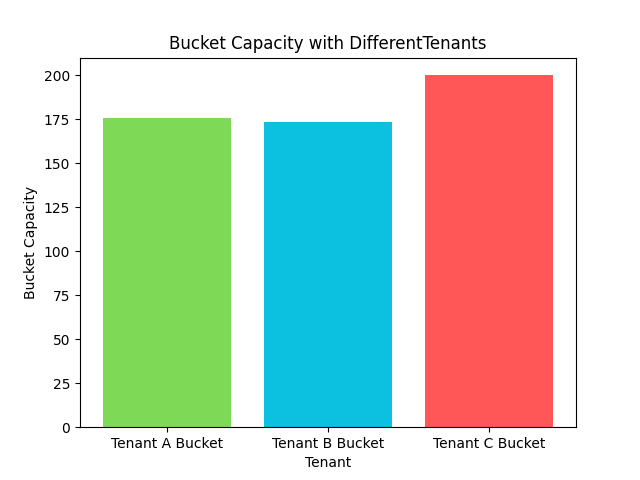 Bucket Capacity with DifferentTenants
200
175
150
125
100
75
50
25
0
Bucket Capacity
Tenant A Bucket
Tenant B Bucket
Tenant C Bucket
Tenant